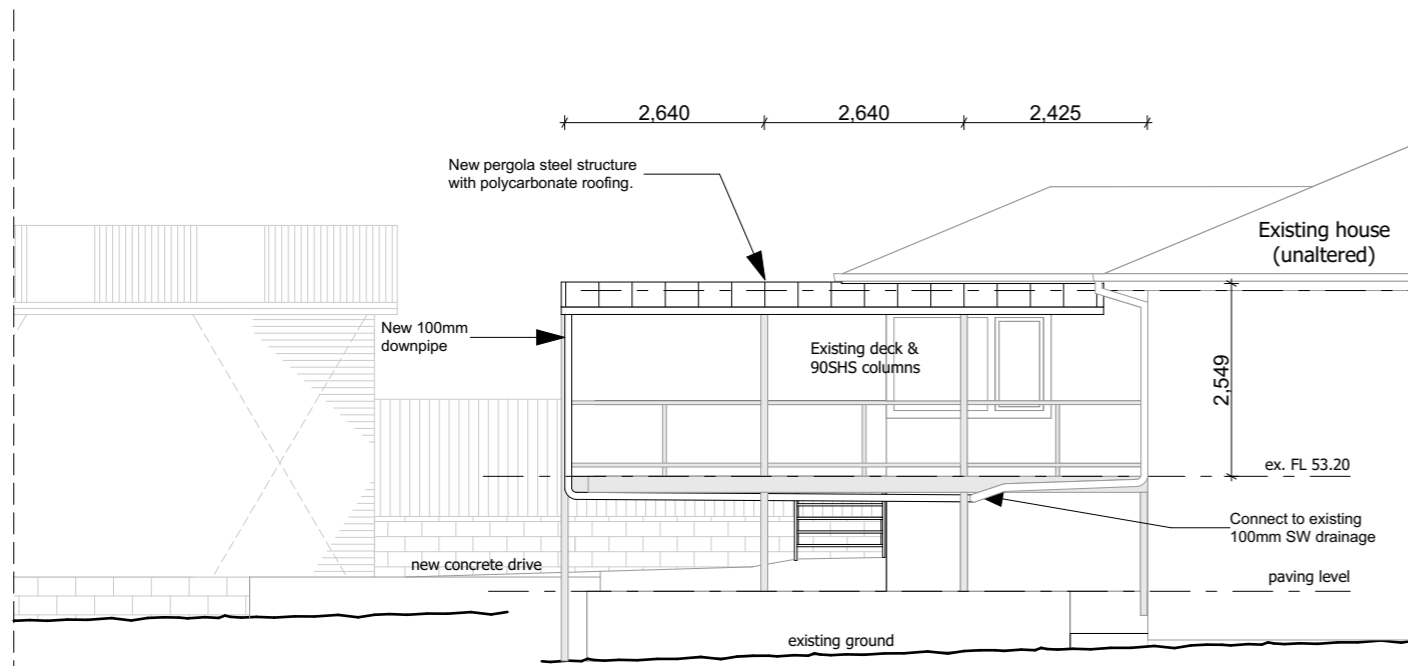 2,640
2,640
2,425
New pergola steel structure
with polycarbonate roofing.
Existing house
(unaltered)
New 100mm
downpipe
Existing deck &
90SHS columns
2,549
ex. FL 53.20
Connect to existing
100mm SW drainage
new concrete drive
paving level
existing ground